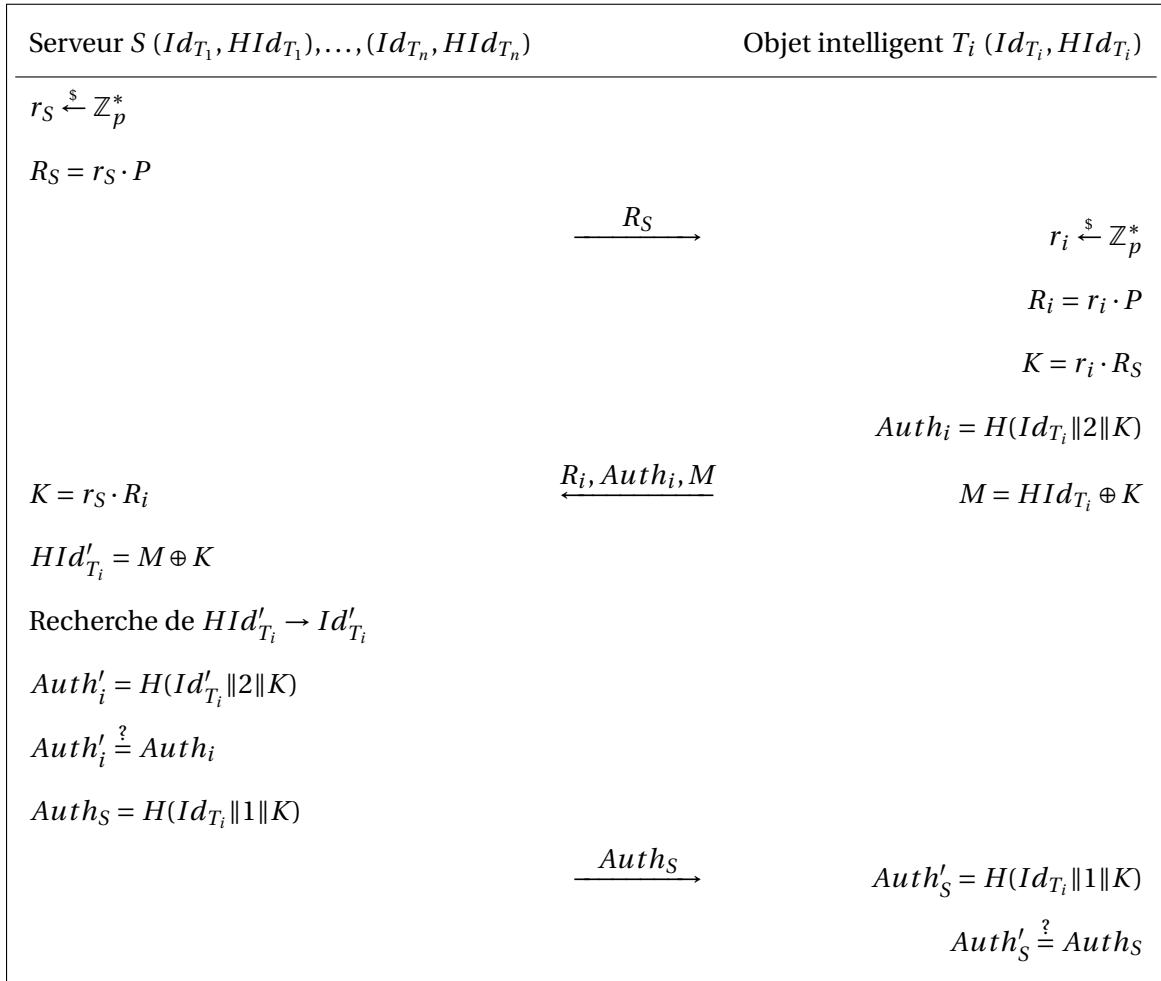 Serveur S (Id_{T_1}, HId_{T_1}),…,(Id_{T_n}, HId_{T_n}) Objet intelligent T_i (Id_{T_i}, HId_{T_i})
r_S $← ℤ_p^*
R_S = r_S · P
R_S
r_i $← ℤ_p^*
R_i = r_i · P
K = r_i · R_S
Auth_i = H(Id_{T_i}‖2‖K)
K = r_S · R_i R_i, Auth_i, M M = HId_{T_i} ⊕ K
HId'_{T_i} = M ⊕ K
Recherche de HId'_{T_i} → Id'_{T_i}
Auth'_i = H(Id'_{T_i}‖2‖K)
Auth'_i ≟ Auth_i
Auth_S = H(Id_{T_i}‖1‖K)
Auth_S Auth'_S = H(Id_{T_i}‖1‖K)
Auth'_S ≟ Auth_S